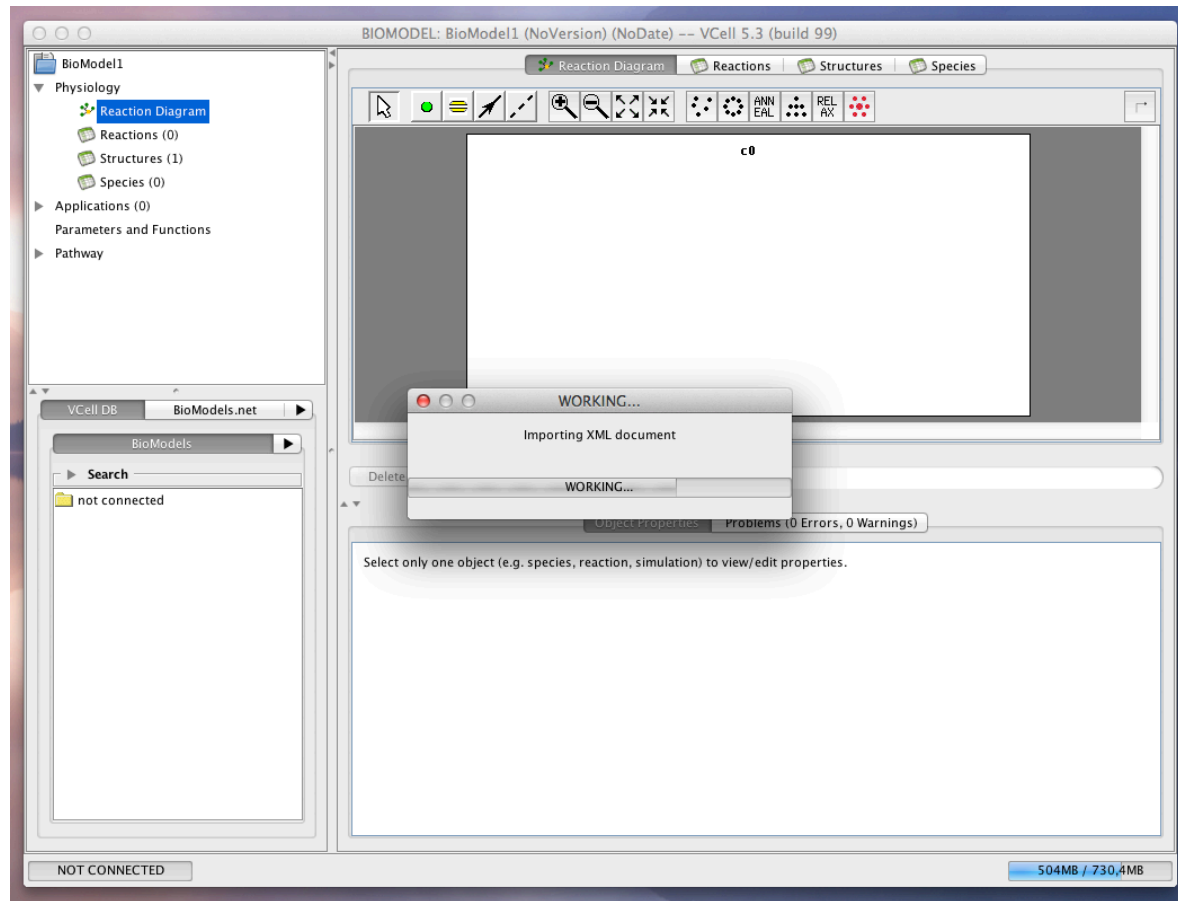 BIOMODEL: BioModel1 (NoVersion) (NoDate) -- VCell 5.3 (build 99)
BioModel1
Physiology
Reaction Diagram
Reactions (0)
Structures (1)
Species (0)
Applications (0)
Parameters and Functions
Pathway
VCell DB BioModels.net
BioModels
Search
not connected
Reaction Diagram Reactions Structures Species
ANN EAL REL AX
c0
WORKING...
Importing XML document
WORKING...
Delete
Object Properties Problems (0 Errors, 0 Warnings)
Select only one object (e.g. species, reaction, simulation) to view/edit properties.
NOT CONNECTED
504MB / 730,4MB